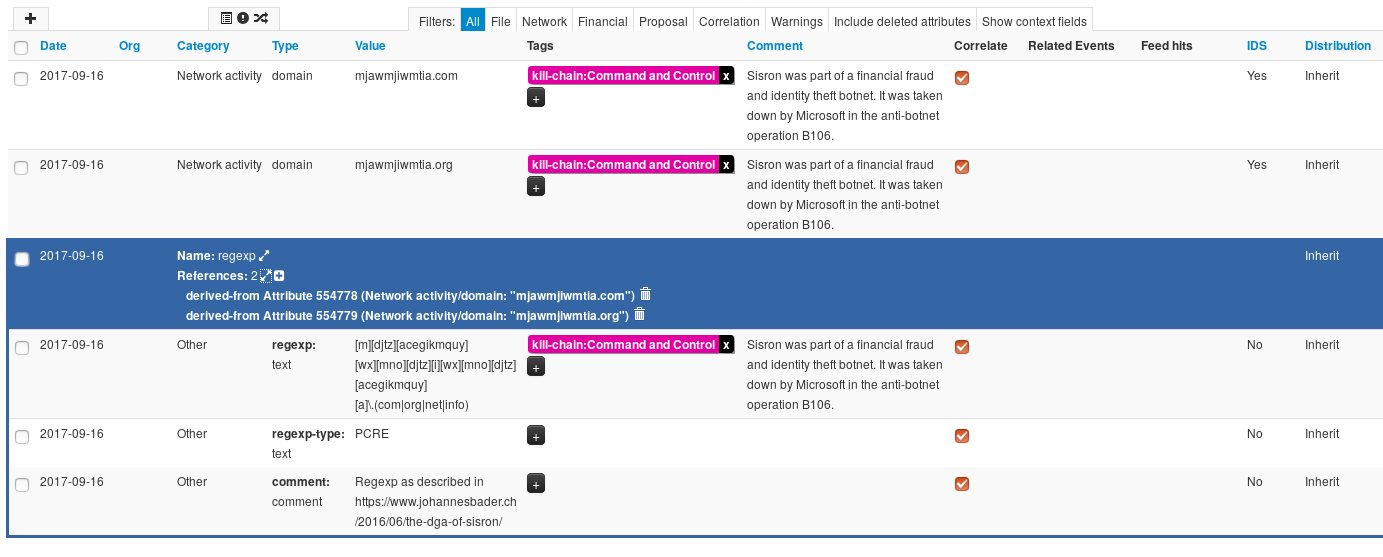 Filters: All File Network Financial Proposal Correlation Warnings Include deleted attributes Show context fields
Date Org Category Type Value Tags Comment Correlate Related Events Feed hits IDS Distribution
2017-09-16 Network activity domain mjawmjiwmtia.com kill-chain:Command and Control x Sisron was part of a financial fraud Yes Inherit
+ and identity theft botnet. It was taken
down by Microsoft in the anti-botnet
operation B106.
2017-09-16 Network activity domain mjawmjiwmtia.org kill-chain:Command and Control x Sisron was part of a financial fraud Yes Inherit
+ and identity theft botnet. It was taken
down by Microsoft in the anti-botnet
operation B106.
2017-09-16 Name: regexp Inherit
References: 2
derived-from Attribute 554778 (Network activity/domain: "mjawmjiwmtia.com")
derived-from Attribute 554779 (Network activity/domain: "mjawmjiwmtia.org")
2017-09-16 Other regexp: [m][djtz][acegikmquy] kill-chain:Command and Control x Sisron was part of a financial fraud No Inherit
text [wx][mno][djtz][i][wx][mno][djtz] + and identity theft botnet. It was taken
[acegikmquy] down by Microsoft in the anti-botnet
[a]\.(com|org|net|info) operation B106.
2017-09-16 Other regexp-type: PCRE + No Inherit
text
2017-09-16 Other comment: Regexp as described in + No Inherit
comment https://www.johannesbader.ch
/2016/06/the-dga-of-sisron/